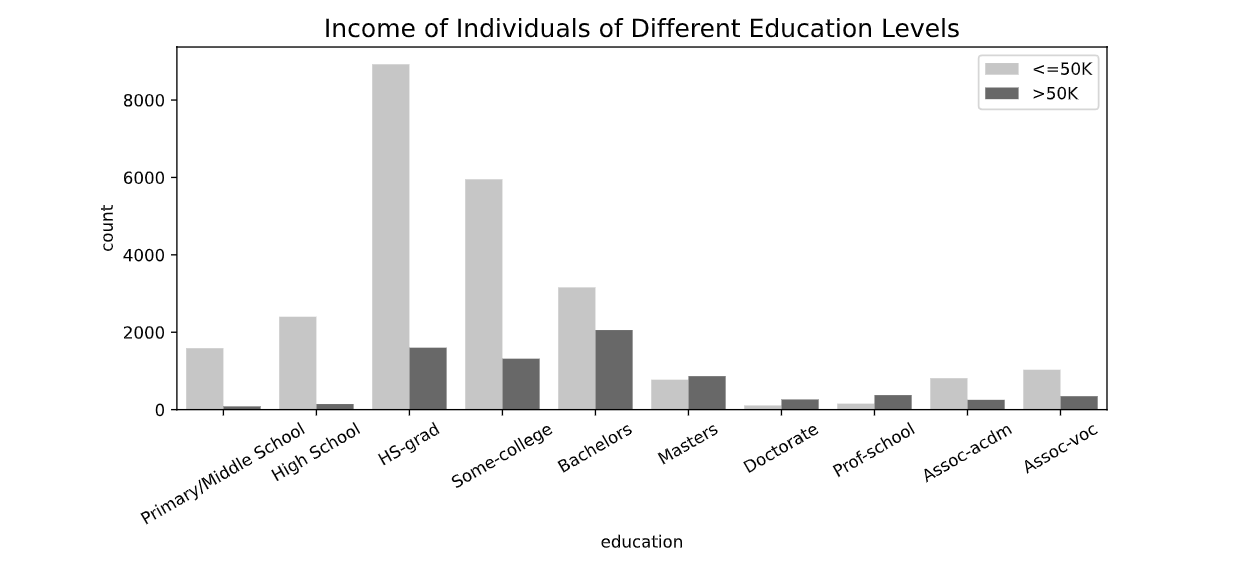 Income of Individuals of Different Education Levels
<=50K
>50K
8000
6000
4000
2000
0
count
Primary/Middle School
High School
HS-grad
Some-college
Bachelors
Masters
Doctorate
Prof-school
Assoc-acdm
Assoc-voc
education